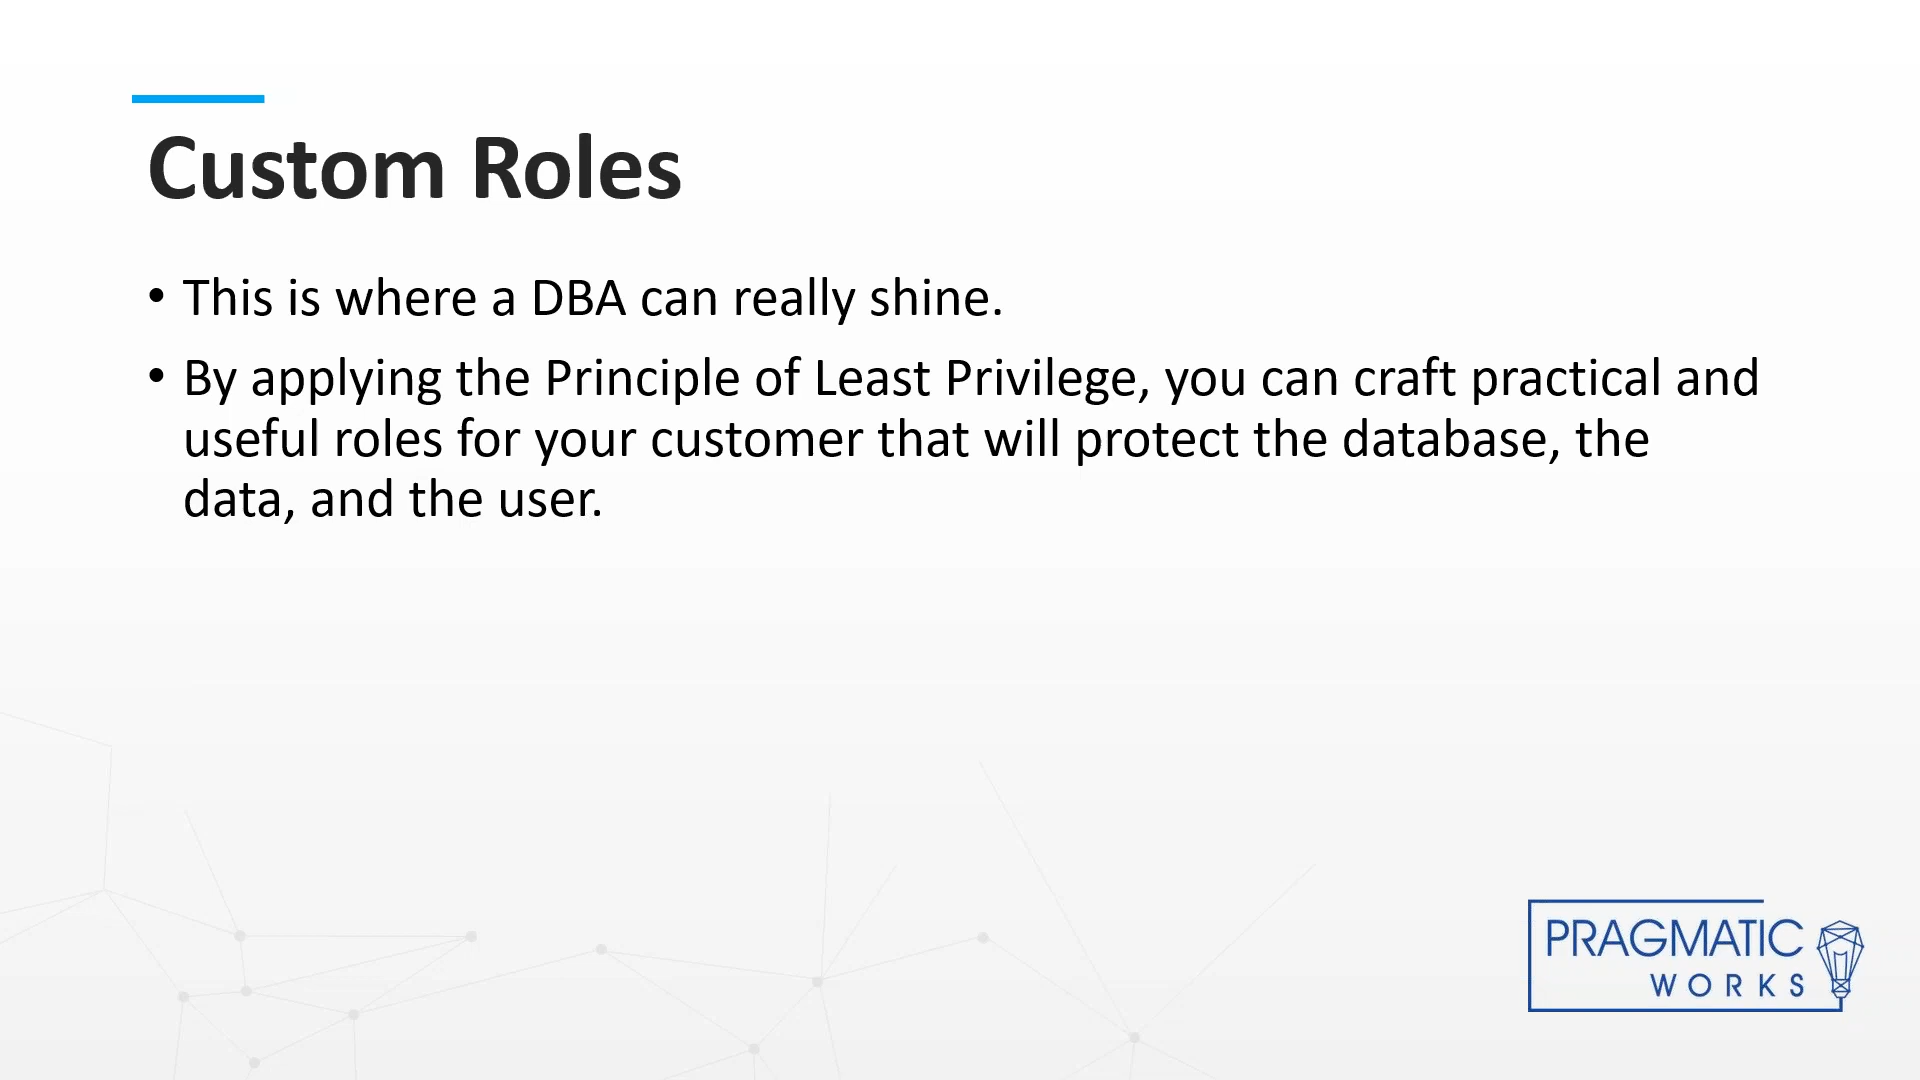 Custom Roles
• This is where a DBA can really shine.
• By applying the Principle of Least Privilege, you can craft practical and
useful roles for your customer that will protect the database, the
data, and the user.
PRAGMATIC
WORKS